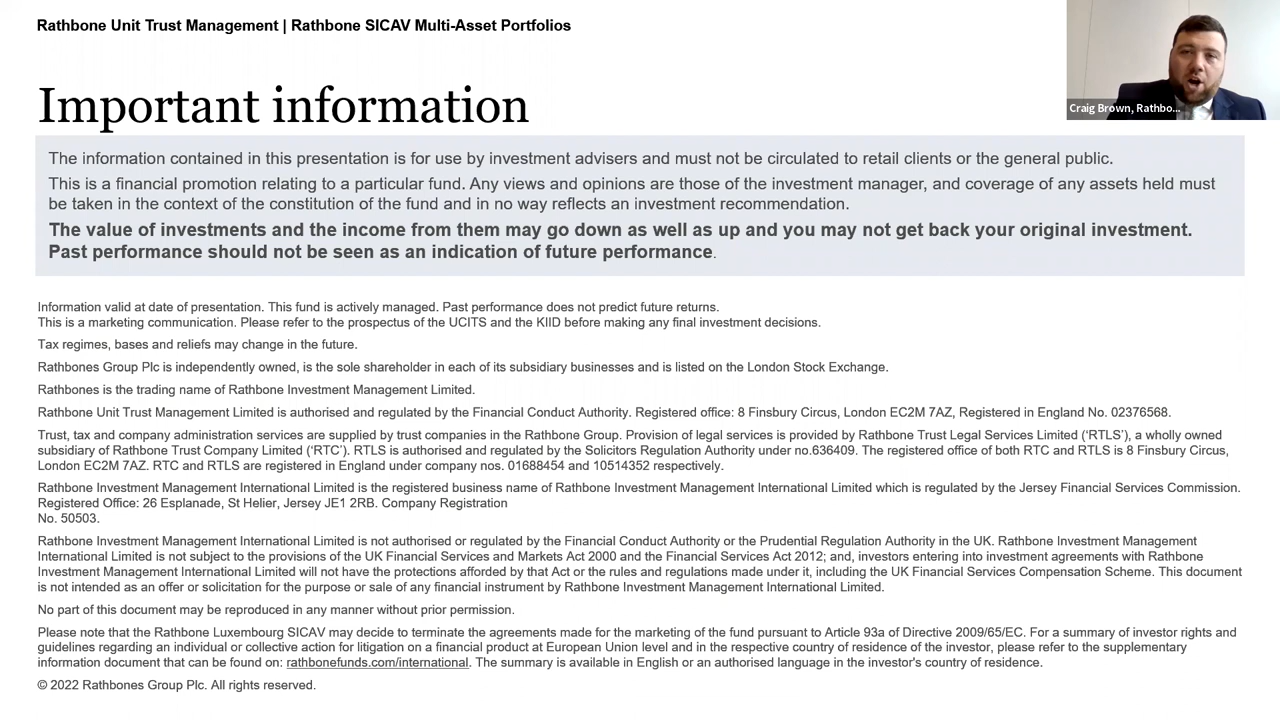 Rathbone Unit Trust Management | Rathbone SICAV Multi-Asset Portfolios
Craig Brown, Rathbo...
Important information
The information contained in this presentation is for use by investment advisers and must not be circulated to retail clients or the general public.
This is a financial promotion relating to a particular fund. Any views and opinions are those of the investment manager, and coverage of any assets held must
be taken in the context of the constitution of the fund and in no way reflects an investment recommendation.
The value of investments and the income from them may go down as well as up and you may not get back your original investment.
Past performance should not be seen as an indication of future performance.
Information valid at date of presentation. This fund is actively managed. Past performance does not predict future returns.
This is a marketing communication. Please refer to the prospectus of the UCITS and the KIID before making any final investment decisions.
Tax regimes, bases and reliefs may change in the future.
Rathbones Group Plc is independently owned, is the sole shareholder in each of its subsidiary businesses and is listed on the London Stock Exchange.
Rathbones is the trading name of Rathbone Investment Management Limited.
Rathbone Unit Trust Management Limited is authorised and regulated by the Financial Conduct Authority. Registered office: 8 Finsbury Circus, London EC2M 7AZ, Registered in England No. 02376568.
Trust, tax and company administration services are supplied by trust companies in the Rathbone Group. Provision of legal services is provided by Rathbone Trust Legal Services Limited (‘RTLS’), a wholly owned
subsidiary of Rathbone Trust Company Limited (‘RTC’). RTLS is authorised and regulated by the Solicitors Regulation Authority under no.636409. The registered office of both RTC and RTLS is 8 Finsbury Circus,
London EC2M 7AZ. RTC and RTLS are registered in England under company nos. 01688454 and 10514352 respectively.
Rathbone Investment Management International Limited is the registered business name of Rathbone Investment Management International Limited which is regulated by the Jersey Financial Services Commission.
Registered Office: 26 Esplanade, St Helier, Jersey JE1 2RB. Company Registration
No. 50503.
Rathbone Investment Management International Limited is not authorised or regulated by the Financial Conduct Authority or the Prudential Regulation Authority in the UK. Rathbone Investment Management
International Limited is not subject to the provisions of the UK Financial Services and Markets Act 2000 and the Financial Services Act 2012; and, investors entering into investment agreements with Rathbone
Investment Management International Limited will not have the protections afforded by that Act or the rules and regulations made under it, including the UK Financial Services Compensation Scheme. This document
is not intended as an offer or solicitation for the purpose or sale of any financial instrument by Rathbone Investment Management International Limited.
No part of this document may be reproduced in any manner without prior permission.
Please note that the Rathbone Luxembourg SICAV may decide to terminate the agreements made for the marketing of the fund pursuant to Article 93a of Directive 2009/65/EC. For a summary of investor rights and
guidelines regarding an individual or collective action for litigation on a financial product at European Union level and in the respective country of residence of the investor, please refer to the supplementary
information document that can be found on: rathbonefunds.com/international. The summary is available in English or an authorised language in the investor's country of residence.
© 2022 Rathbones Group Plc. All rights reserved.